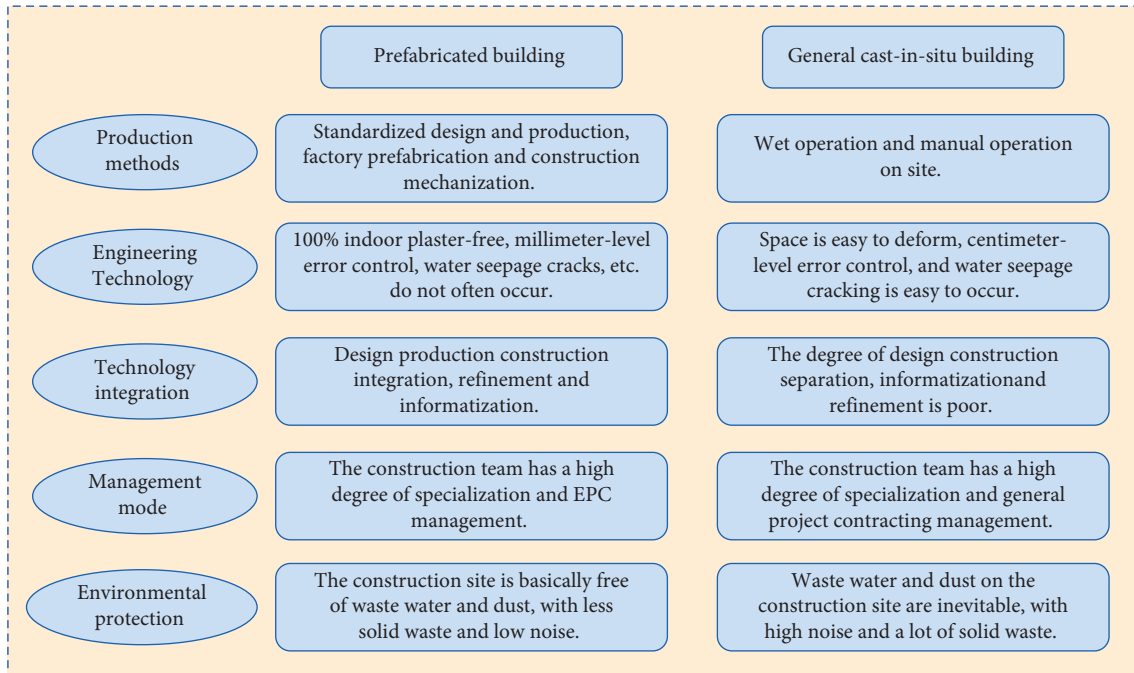 Prefabricated building
General cast-in-situ building
Production
methods
Standardized design and production,
factory prefabrication and construction
mechanization.
Wet operation and manual operation
on site.
Engineering
Technology
100% indoor plaster-free, millimeter-level
error control, water seepage cracks, etc.
do not often occur.
Space is easy to deform, centimeter-
level error control, and water seepage
cracking is easy to occur.
Technology
integration
Design production construction
integration, refinement and
informatization.
The degree of design construction
separation, informatizationand
refinement is poor.
Management
mode
The construction team has a high
degree of specialization and EPC
management.
The construction team has a high
degree of specialization and general
project contracting management.
Environmental
protection
The construction site is basically free
of waste water and dust, with less
solid waste and low noise.
Waste water and dust on the
construction site are inevitable, with
high noise and a lot of solid waste.